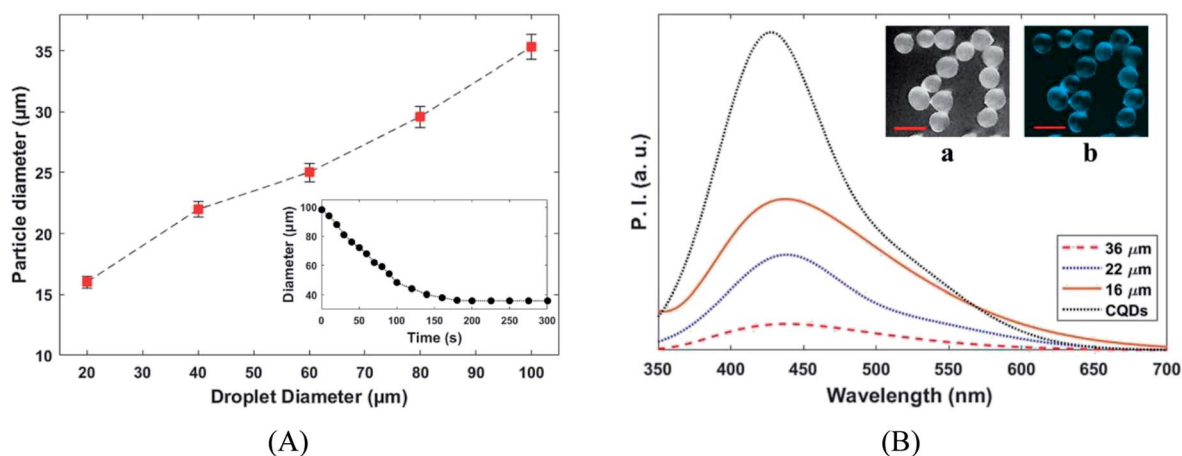 Particle diameter (μm)
35
30
25
20
15
10
20 30 40 50 60 70 80 90 100
Droplet Diameter (μm)
Diameter (μm)
100
80
60
40
0 50 100 150 200 250 300
Time (s)
(A)
B
P. I. (a. u.)
a b
36 μm
22 μm
16 μm
CQDs
350 400 450 500 550 600 650 700
Wavelength (nm)
(B)
A